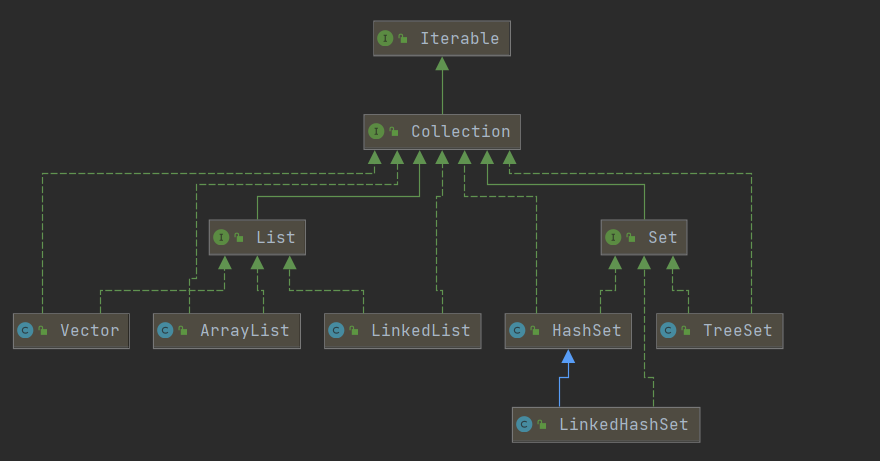 I Iterable
I Collection
I List
I Set
C Vector
C ArrayList
C LinkedList
C HashSet
C TreeSet
C LinkedHashSet